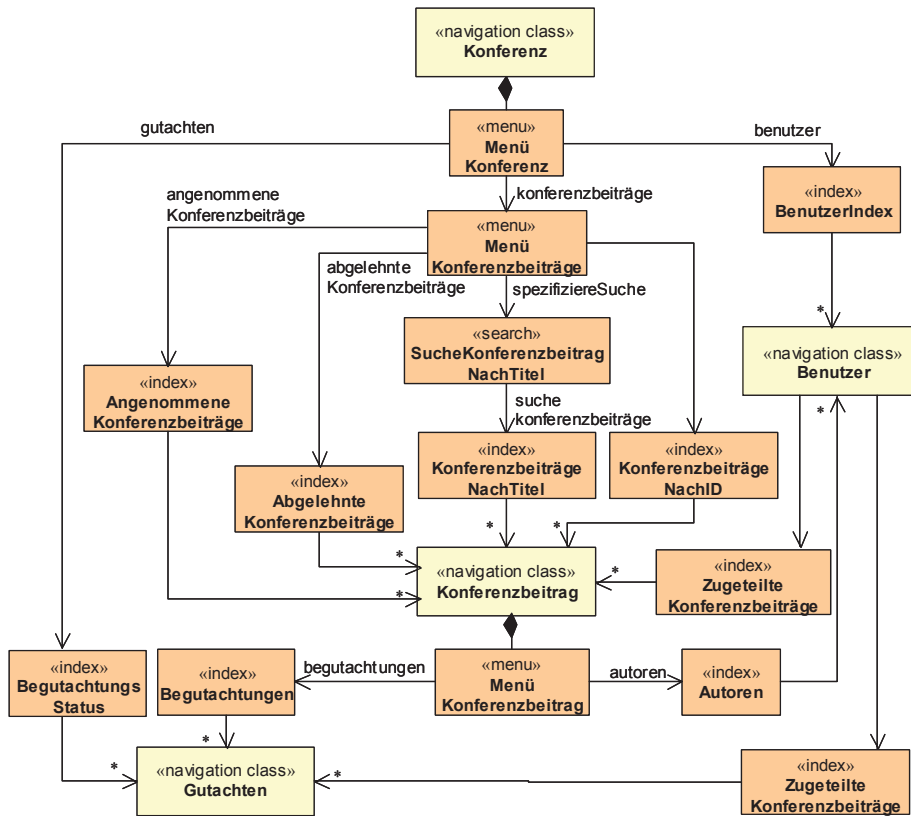 «navigation class»
Konferenz
gutachten
«menu»
Menü
Konferenz
benutzer
angenommene
Konferenzbeiträge
konferenzbeiträge
«index»
BenutzerIndex
«menu»
Menü
Konferenzbeiträge
abgelehnte
Konferenzbeiträge
spezifiziereSuche
*
«search»
SucheKonferenzbeitrag
NachTitel
«navigation class»
Benutzer
«index»
Angenommene
Konferenzbeiträge
suche
konferenzbeiträge
*
«index»
Abgelehnte
Konferenzbeiträge
«index»
Konferenzbeiträge
NachTitel
«index»
Konferenzbeiträge
NachID
*
*
*
*
*
«navigation class»
Konferenzbeitrag
«index»
Zugeteilte
Konferenzbeiträge
«index»
Begutachtungs
Status
«index»
Begutachtungen
begutachtungen
«menu»
Menü
Konferenzbeitrag
autoren
«index»
Autoren
*
*
*
«navigation class»
Gutachten
«index»
Zugeteilte
Konferenzbeiträge